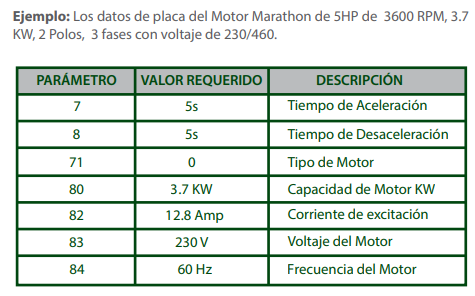 Ejemplo: Los datos de placa del Motor Marathon de 5HP de 3600 RPM, 3.7
KW, 2 Polos, 3 fases con voltaje de 230/460.
PARÁMETRO VALOR REQUERIDO DESCRIPCIÓN
7 5s Tiempo de Aceleración
8 5s Tiempo de Desaceleración
71 0 Tipo de Motor
80 3.7 KW Capacidad de Motor KW
82 12.8 Amp Corriente de excitación
83 230 V Voltaje del Motor
84 60 Hz Frecuencia del Motor